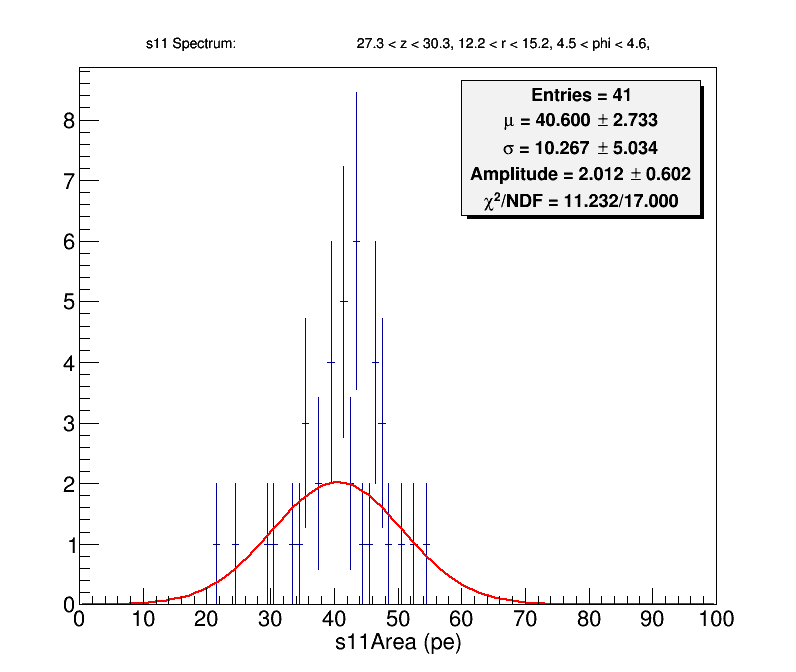 s11 Spectrum: 27.3 < z < 30.3, 12.2 < r < 15.2, 4.5 < phi < 4.6,
Entries = 41
μ = 40.600 ± 2.733
σ = 10.267 ± 5.034
Amplitude = 2.012 ± 0.602
χ²/NDF = 11.232/17.000
8
7
6
5
4
3
2
1
0
0 10 20 30 40 50 60 70 80 90 100
s11Area (pe)